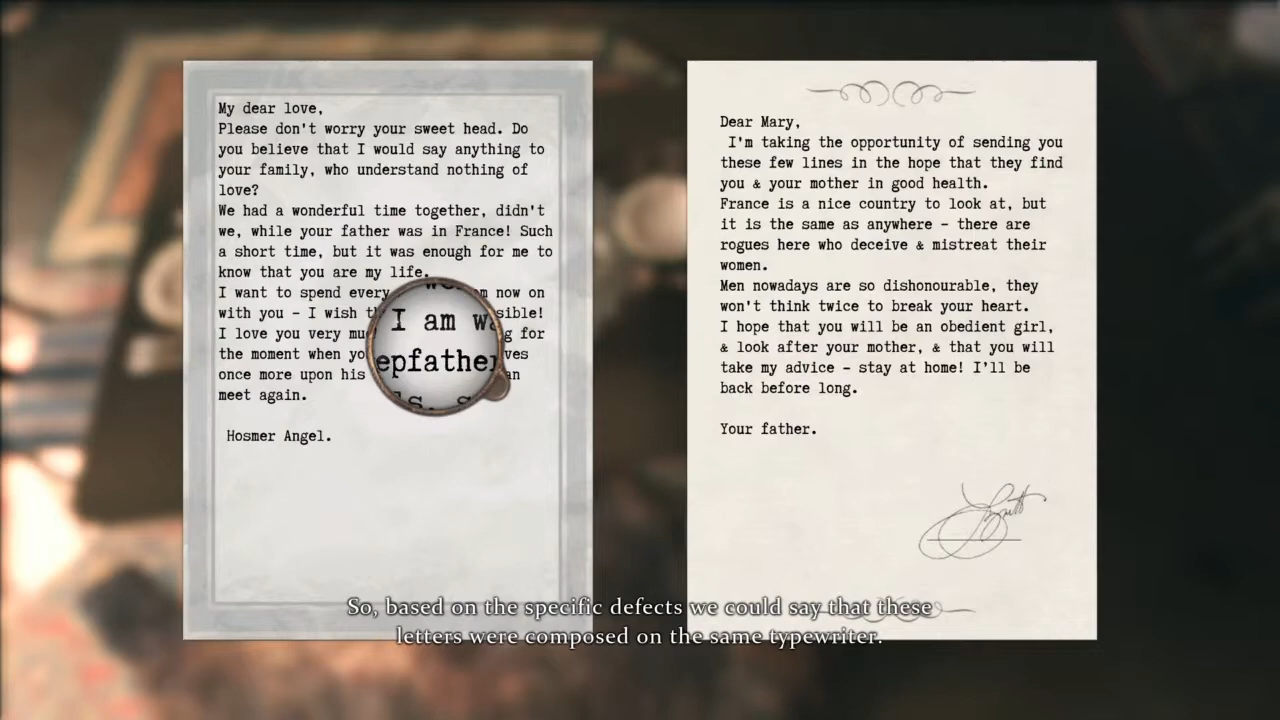 My dear love,
Please don't worry your sweet head. Do
you believe that I would say anything to
your family, who understand nothing of
love?
We had a wonderful time together, didn't
we, while your father was in France! Such
a short time, but it was enough for me to
know that you are my life.
I want to spend every now on
with you - I wish sible!
I am
I love you very for
the moment when
epfather
once more upon his
meet again.
Hosmer Angel.
Dear Mary,
I'm taking the opportunity of sending you
these few lines in the hope that they find
you & your mother in good health.
France is a nice country to look at, but
it is the same as anywhere - there are
rogues here who deceive & mistreat their
women.
Men nowadays are so dishonourable, they
won't think twice to break your heart.
I hope that you will be an obedient girl,
& look after your mother, & that you will
take my advice - stay at home! I'll be
back before long.
Your father.
So, based on the specific defects we could say that these
letters were composed on the same typewriter.